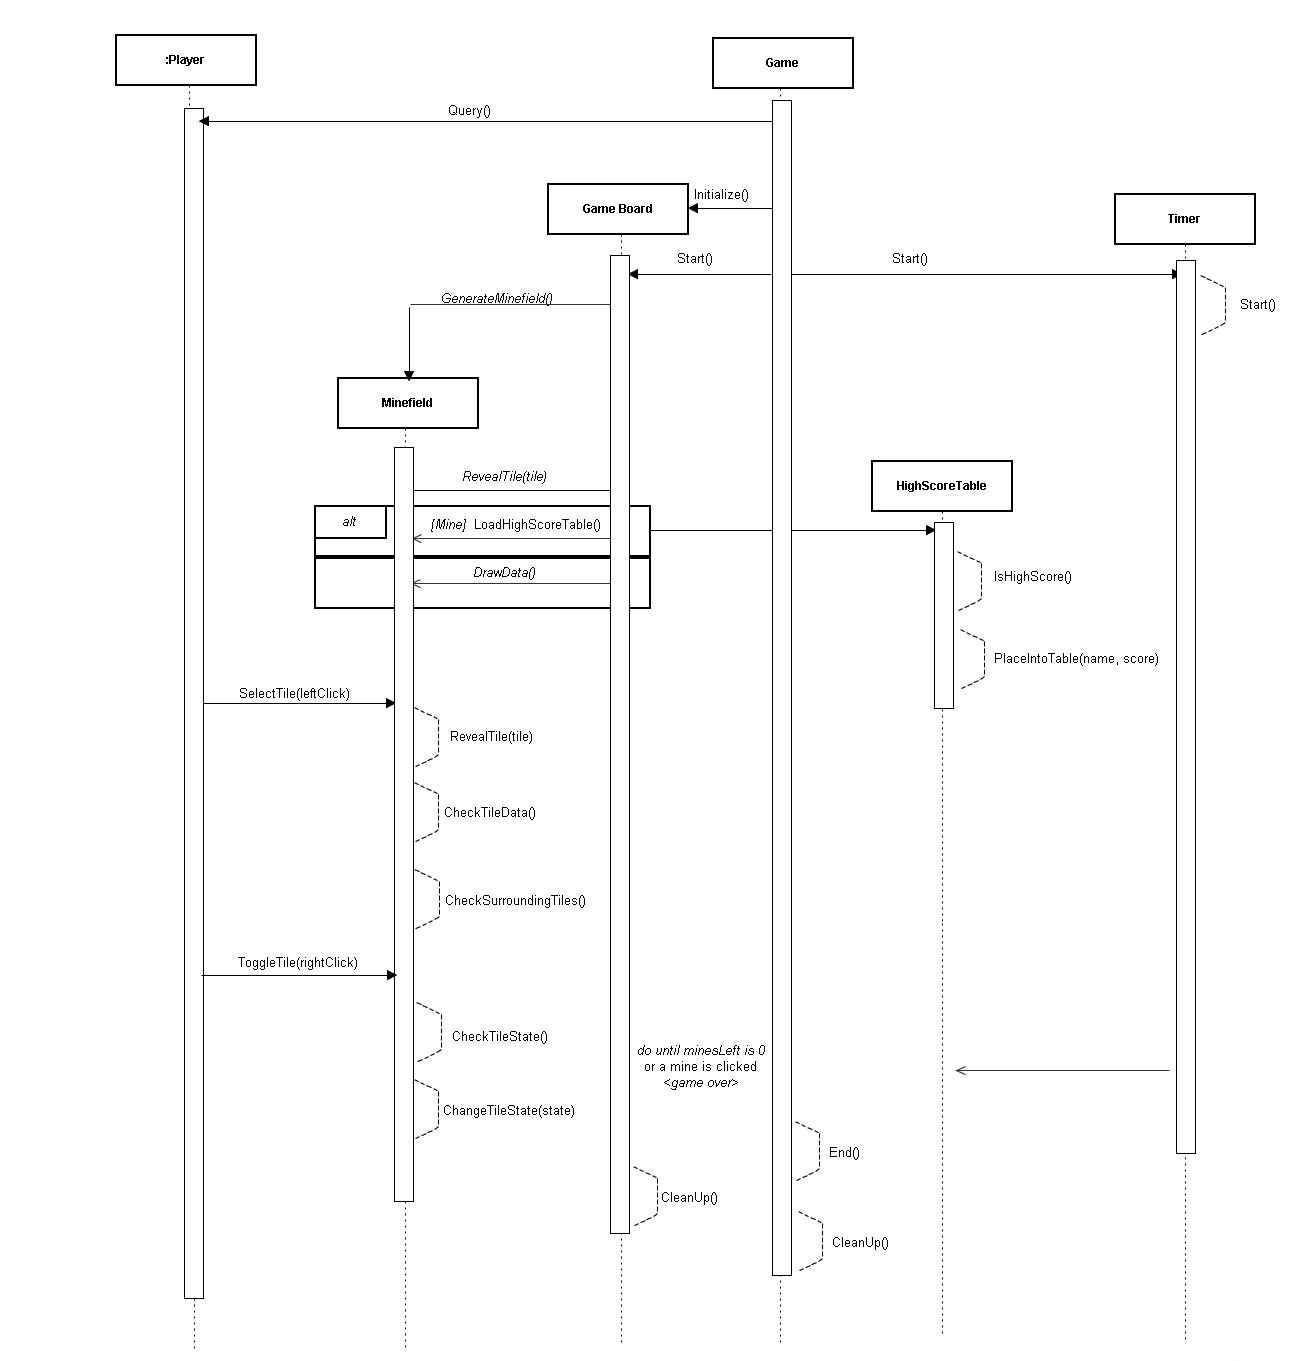 :Player
Game
Query()
Initialize()
Game Board
Timer
Start()
Start()
GenerateMinefield()
Start()
Minefield
RevealTile(tile)
HighScoreTable
alt
[Mine] LoadHighScoreTable()
DrawData()
IsHighScore()
PlaceIntoTable(name, score)
SelectTile(leftClick)
RevealTile(tile)
CheckTileData()
CheckSurroundingTiles()
ToggleTile(rightClick)
CheckTileState()
do until minesLeft is 0
or a mine is clicked
<game over>
ChangeTileState(state)
End()
CleanUp()
CleanUp()